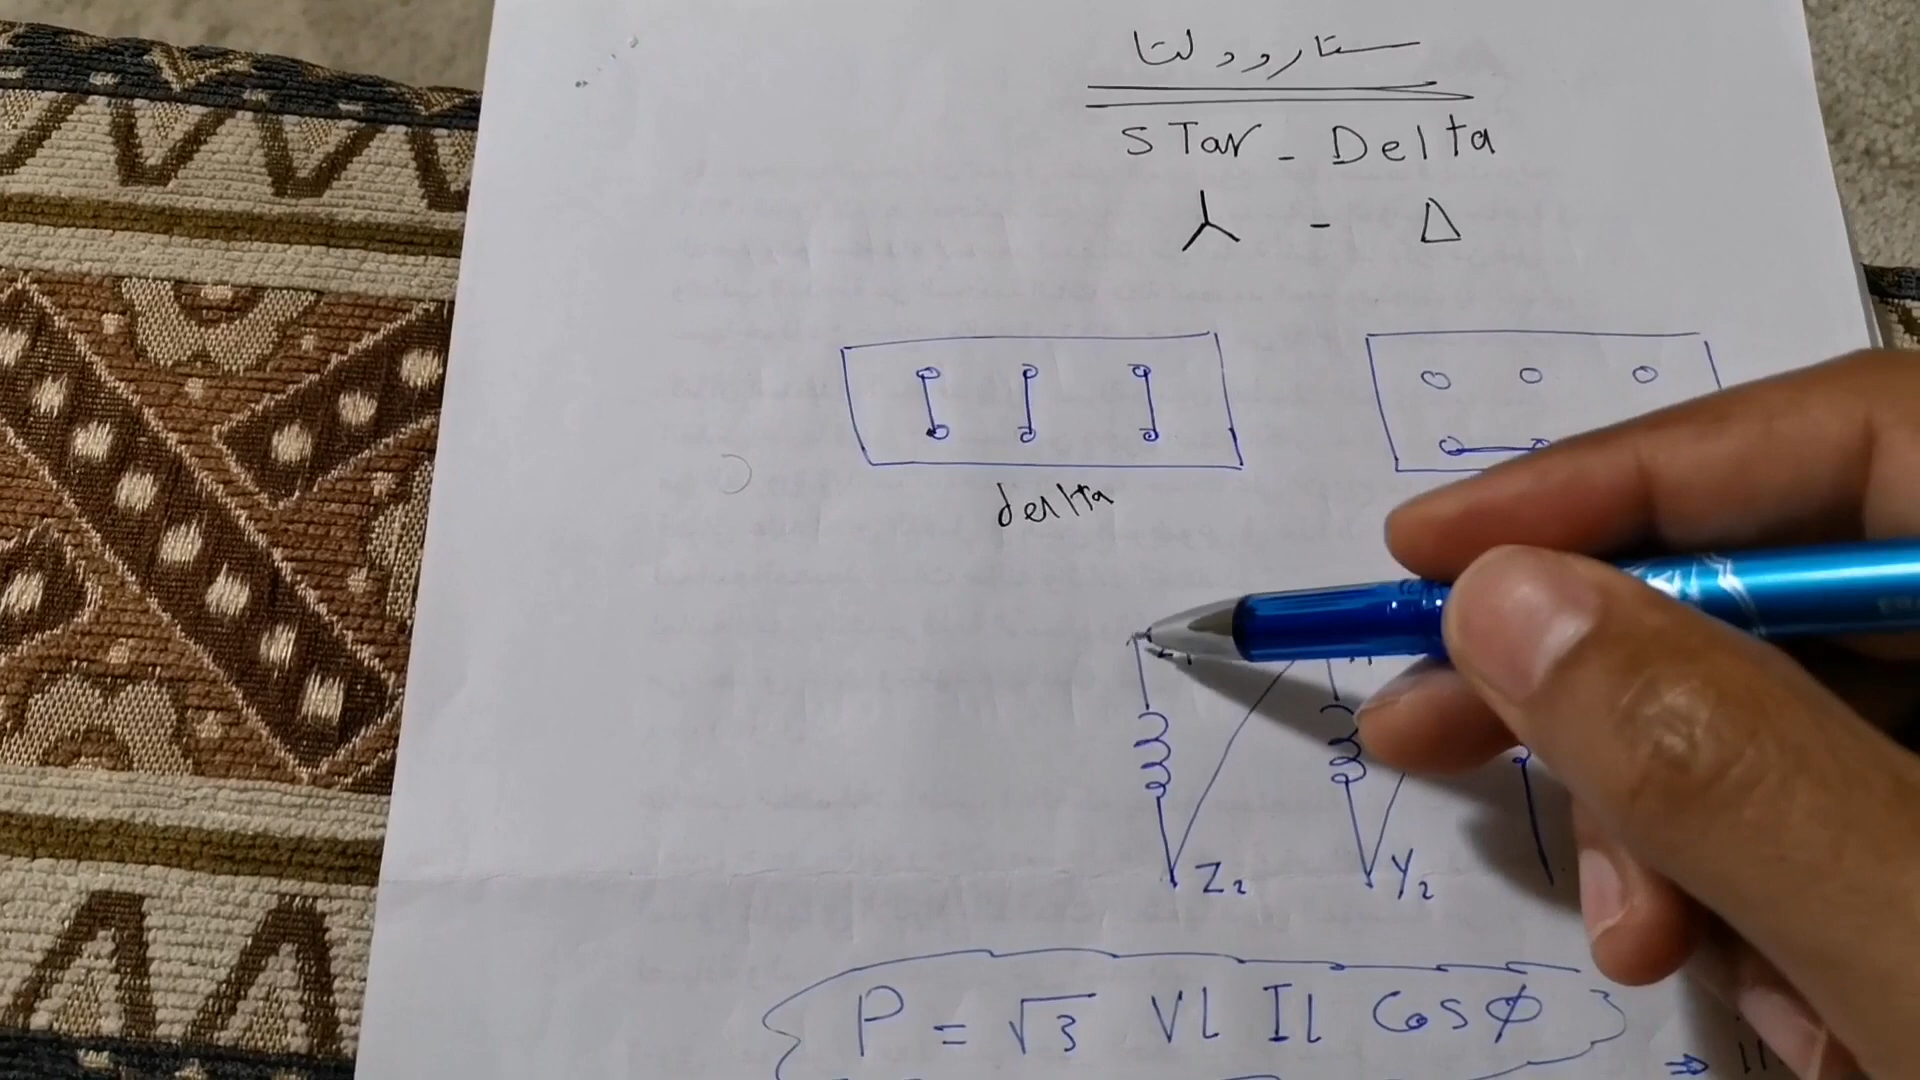 ستار و دلتا
STar - Delta
⅄ - Δ
delta
Z2 Y2
P = √3 Vl Il Cosφ